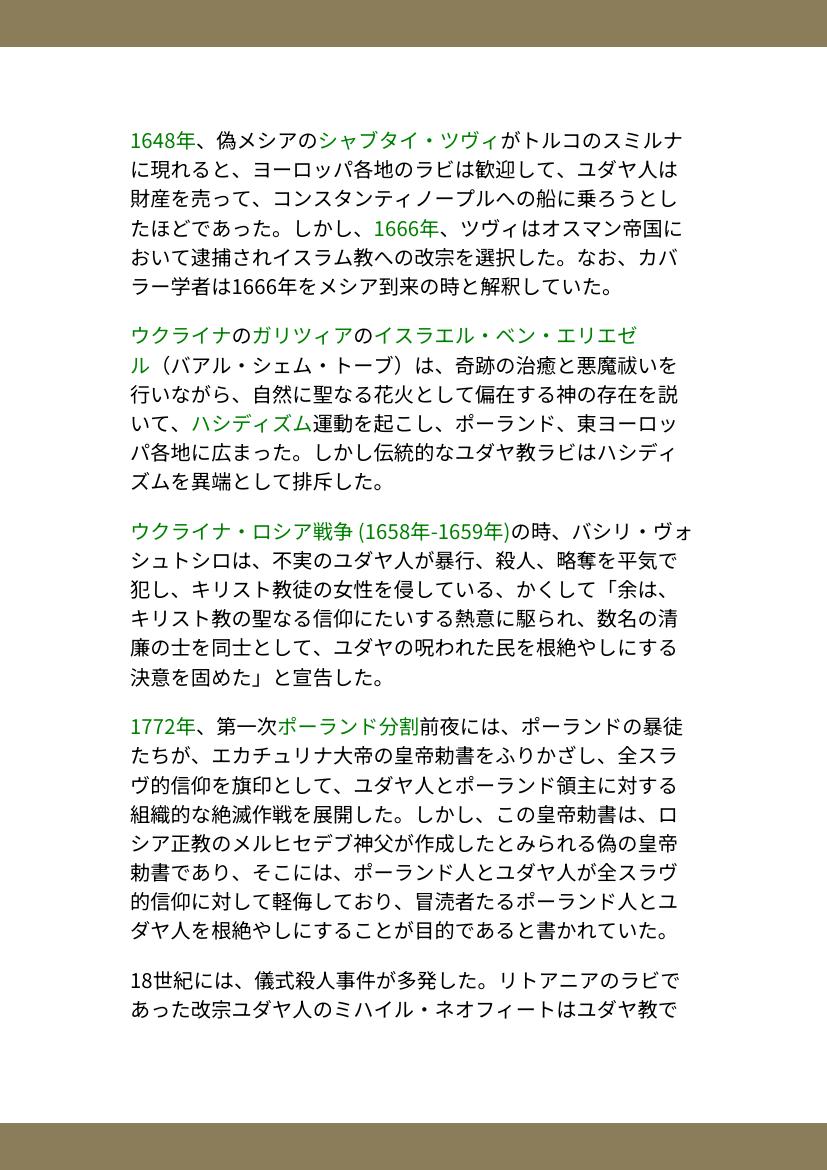 1648年、偽メシアのシャブタイ・ツヴィがトルコのスミルナ
に現れると、ヨーロッパ各地のラビは歓迎して、ユダヤ人は
財産を売って、コンスタンティノープルへの船に乗ろうとし
たほどであった。しかし、1666年、ツヴィはオスマン帝国に
おいて逮捕されイスラム教への改宗を選択した。なお、カバ
ラー学者は1666年をメシア到来の時と解釈していた。
ウクライナのガリツィアのイスラエル・ベン・エリエゼ
ル（バアル・シェム・トーブ）は、奇跡の治癒と悪魔祓いを
行いながら、自然に聖なる花火として偏在する神の存在を説
いて、ハシディズム運動を起こし、ポーランド、東ヨーロッ
パ各地に広まった。しかし伝統的なユダヤ教ラビはハシディ
ズムを異端として排斥した。
ウクライナ・ロシア戦争 (1658年-1659年)の時、バシリ・ヴォ
シュトシロは、不実のユダヤ人が暴行、殺人、略奪を平気で
犯し、キリスト教徒の女性を侵している、かくして「余は、
キリスト教の聖なる信仰にたいする熱意に駆られ、数名の清
廉の士を同士として、ユダヤの呪われた民を根絶やしにする
決意を固めた」と宣告した。
1772年、第一次ポーランド分割前夜には、ポーランドの暴徒
たちが、エカチュリナ大帝の皇帝勅書をふりかざし、全スラ
ヴ的信仰を旗印として、ユダヤ人とポーランド領主に対する
組織的な絶滅作戦を展開した。しかし、この皇帝勅書は、ロ
シア正教のメルヒセデブ神父が作成したとみられる偽の皇帝
勅書であり、そこには、ポーランド人とユダヤ人が全スラヴ
的信仰に対して軽侮しており、冒涜者たるポーランド人とユ
ダヤ人を根絶やしにすることが目的であると書かれていた。
18世紀には、儀式殺人事件が多発した。リトアニアのラビで
あった改宗ユダヤ人のミハイル・ネオフィートはユダヤ教で